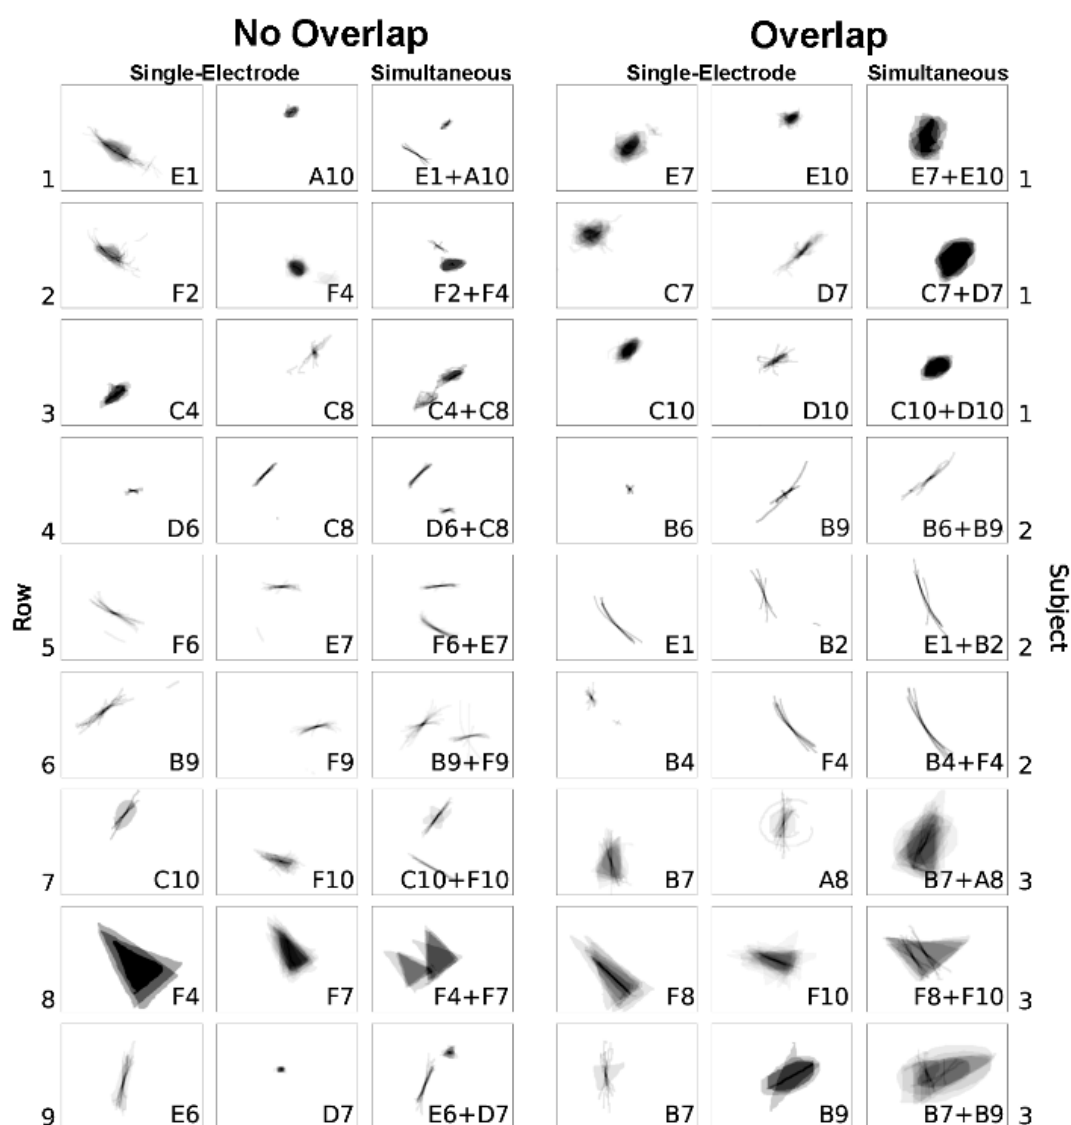 No Overlap Overlap
Single-Electrode Simultaneous Single-Electrode Simultaneous
1 E1 A10 E1+A10 E7 E10 E7+E10 1
2 F2 F4 F2+F4 C7 D7 C7+D7 1
3 C4 C8 C4+C8 C10 D10 C10+D10 1
4 D6 C8 D6+C8 B6 B9 B6+B9 2
Row
Subject
5 F6 E7 F6+E7 E1 B2 E1+B2 2
6 B9 F9 B9+F9 B4 F4 B4+F4 2
7 C10 F10 C10+F10 B7 A8 B7+A8 3
8 F4 F7 F4+F7 F8 F10 F8+F10 3
9 E6 D7 E6+D7 B7 B9 B7+B9 3